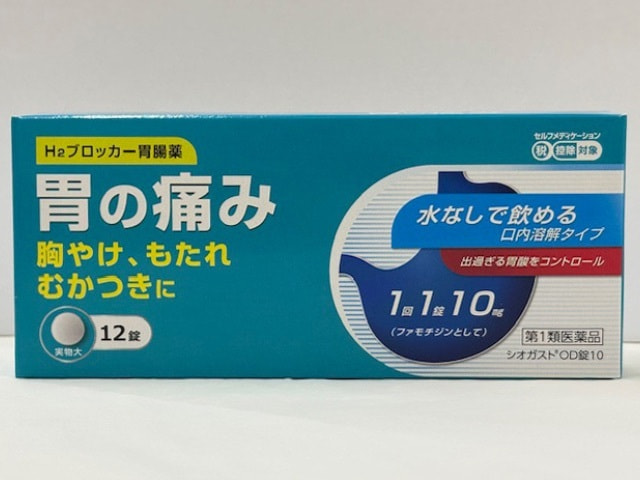 H2ブロッカー胃腸薬
胃の痛み
胸やけ、もたれ
むかつきに
実物大
12錠
セルフメディケーション
税 控除 対象
水なしで飲める
口内溶解タイプ
出過ぎる胃酸をコントロール
1回1錠10mg
(ファモチジンとして)
第1類医薬品
シオガスト®OD錠10